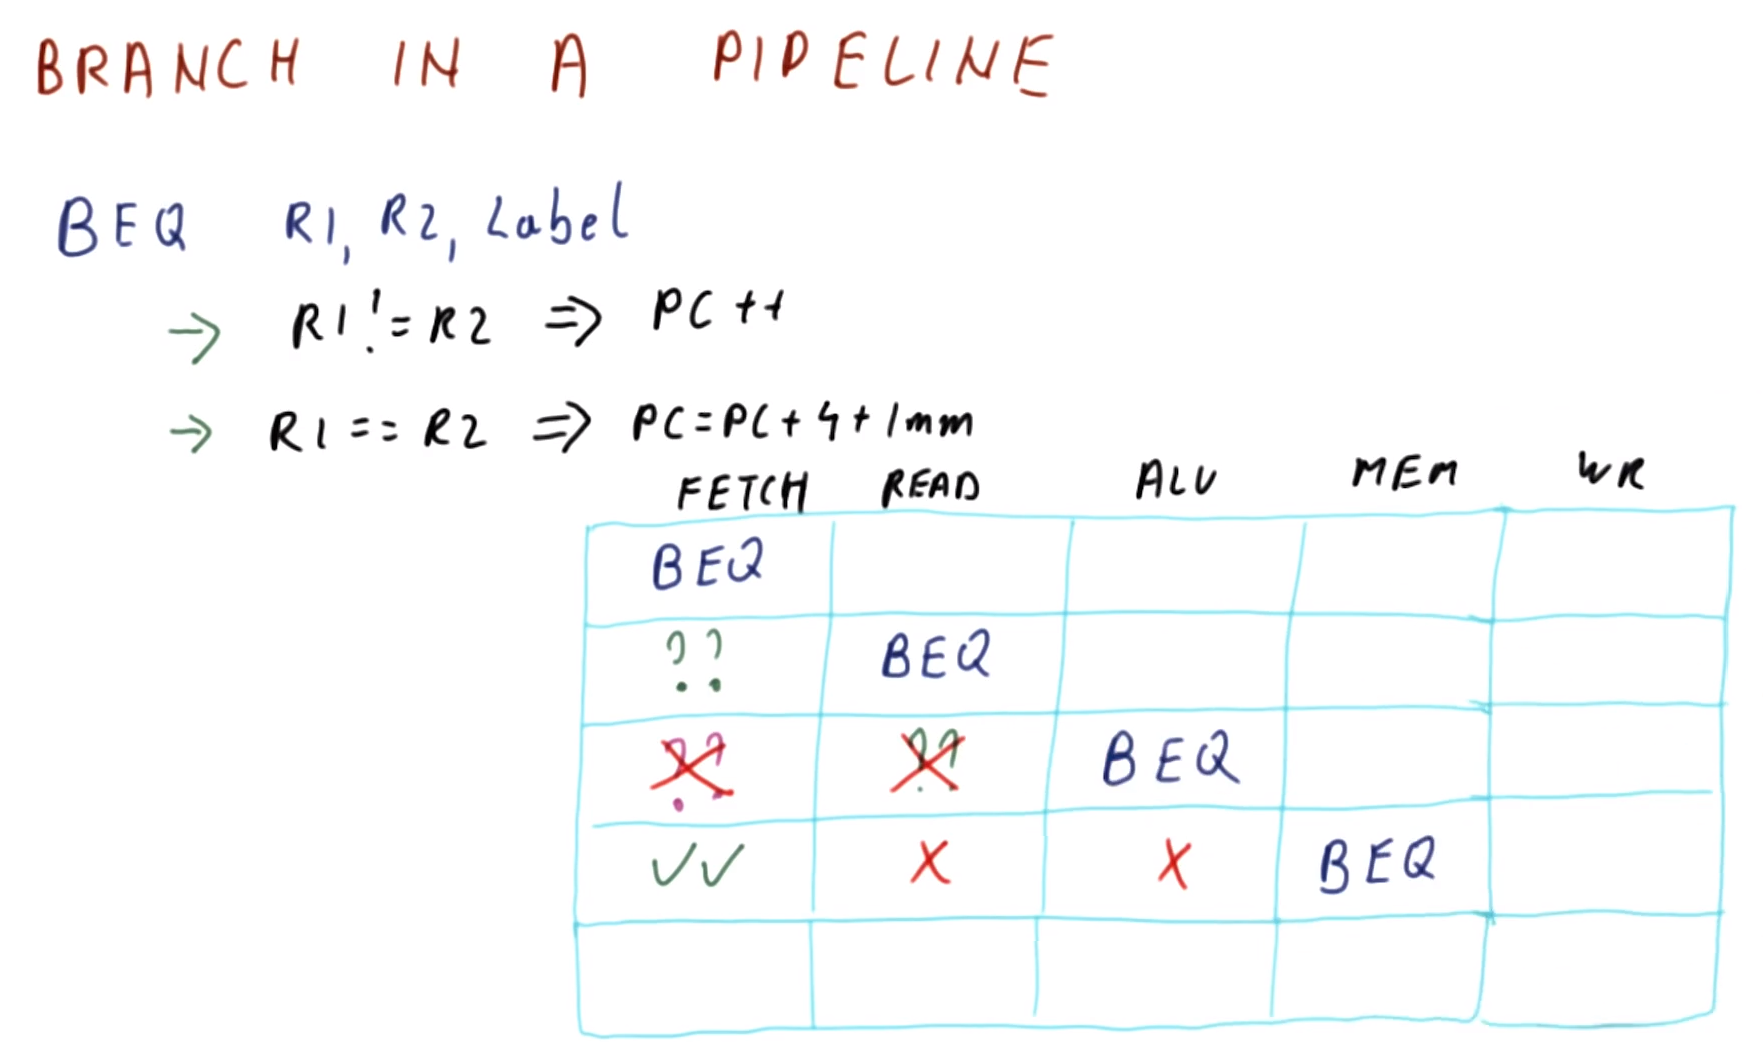 BRANCH IN A PIPELINE
BEQ R1, R2, Label
→ R1 != R2 ⇒ PC++
→ R1 == R2 ⇒ PC=PC+4+Imm
FETCH READ ALU MEM WR
BEQ
?? BEQ
?? ?? BEQ
✓✓ X X BEQ